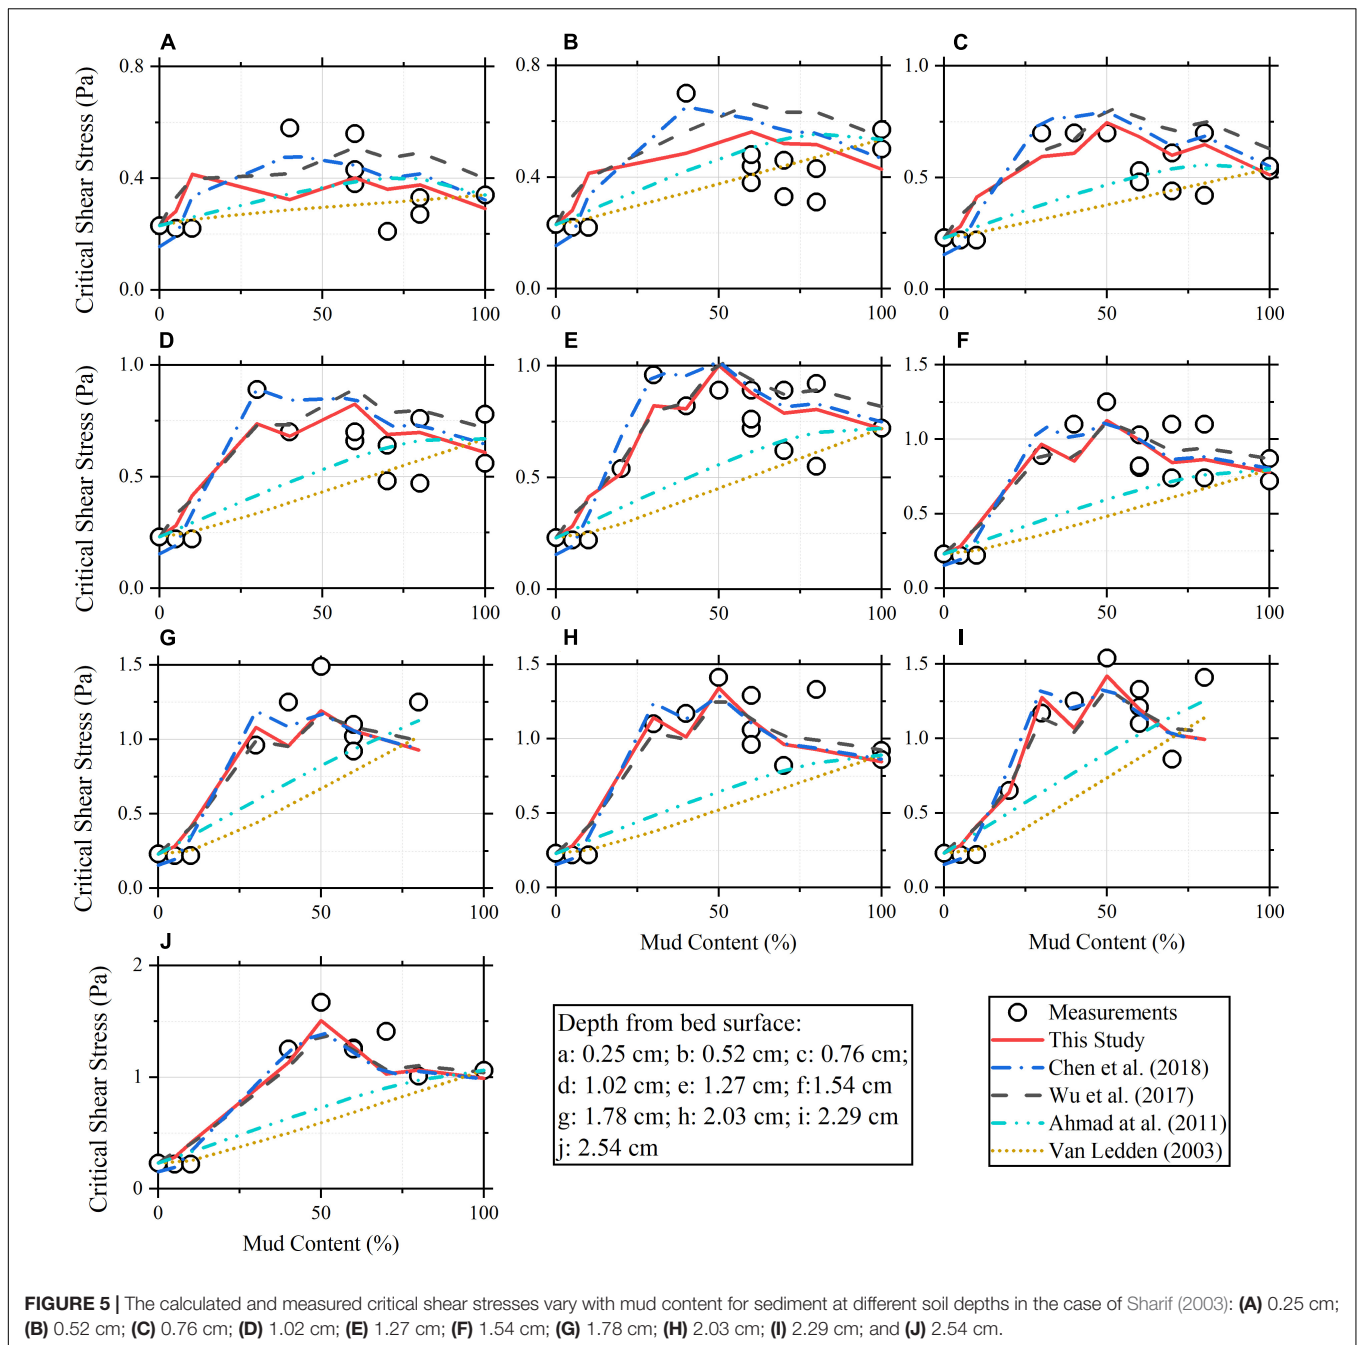 A
Critical Shear Stress (Pa)
0.8
0.4
0.0
0
50
100
B
0.8
0.4
0.0
0
50
100
C
1.0
0.5
0.0
0
50
100
D
Critical Shear Stress (Pa)
1.0
0.5
0.0
0
50
100
E
1.0
0.5
0.0
0
50
100
F
1.5
1.0
0.5
0.0
0
50
100
G
Critical Shear Stress (Pa)
1.5
1.0
0.5
0.0
0
50
100
H
1.5
1.0
0.5
0.0
0
50
100
Mud Content (%)
I
1.5
1.0
0.5
0.0
0
50
100
Mud Content (%)
J
Critical Shear Stress (Pa)
2
1
0
0
50
100
Mud Content (%)
Depth from bed surface:
a: 0.25 cm; b: 0.52 cm; c: 0.76 cm;
d: 1.02 cm; e: 1.27 cm; f:1.54 cm
g: 1.78 cm; h: 2.03 cm; i: 2.29 cm
j: 2.54 cm
Measurements
This Study
Chen et al. (2018)
Wu et al. (2017)
Ahmad at al. (2011)
Van Ledden (2003)
FIGURE 5 | The calculated and measured critical shear stresses vary with mud content for sediment at different soil depths in the case of Sharif (2003): (A) 0.25 cm;
(B) 0.52 cm; (C) 0.76 cm; (D) 1.02 cm; (E) 1.27 cm; (F) 1.54 cm; (G) 1.78 cm; (H) 2.03 cm; (I) 2.29 cm; and (J) 2.54 cm.